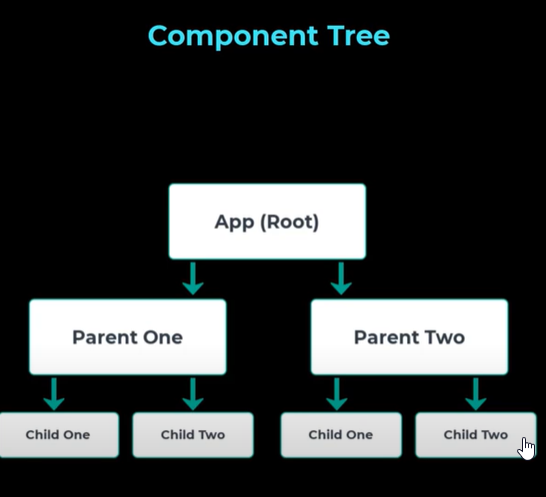 Component Tree
App (Root)
Parent One
Parent Two
Child One
Child Two
Child One
Child Two